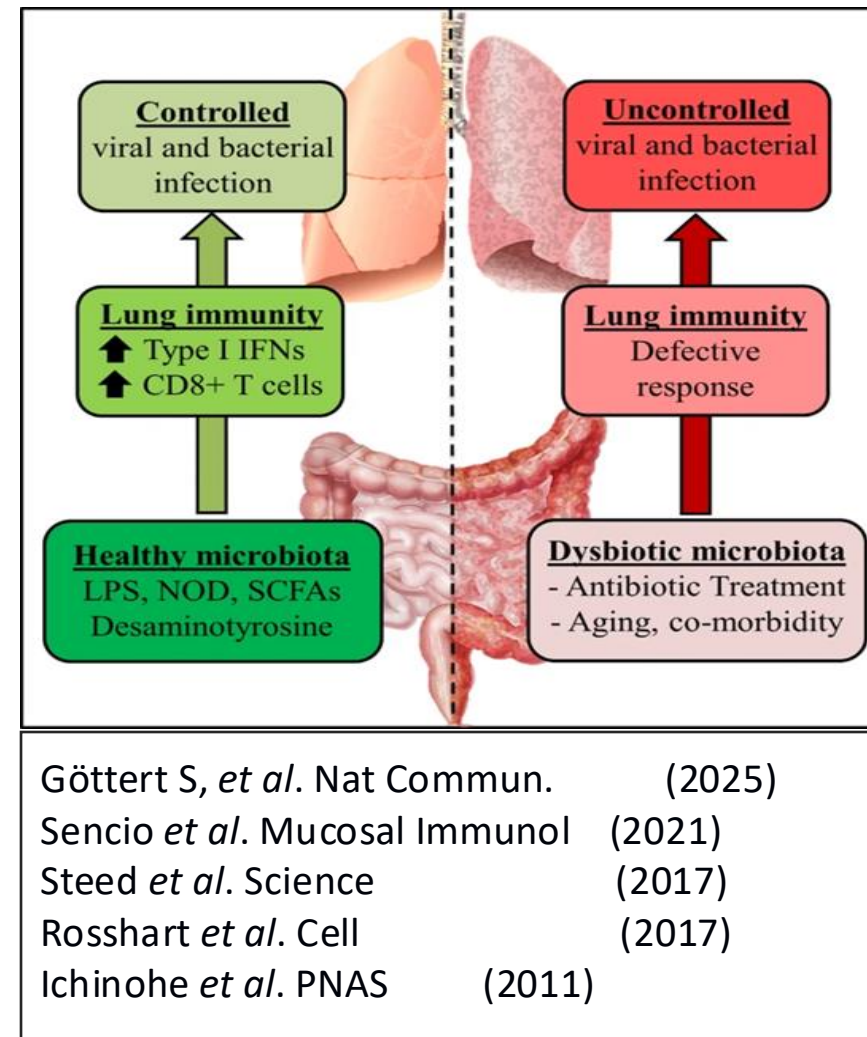 Controlled
viral and bacterial
infection
Lung immunity
Type I IFNs
CD8+ T cells
Healthy microbiota
LPS, NOD, SCFAs
Desaminotyrosine
Uncontrolled
viral and bacterial
infection
Lung immunity
Defective
response
Dysbiotic microbiota
- Antibiotic Treatment
- Aging, co-morbidity
Göttert S, et al. Nat Commun. (2025)
Sencio et al. Mucosal Immunol (2021)
Steed et al. Science (2017)
Rosshart et al. Cell (2017)
Ichinohe et al. PNAS (2011)